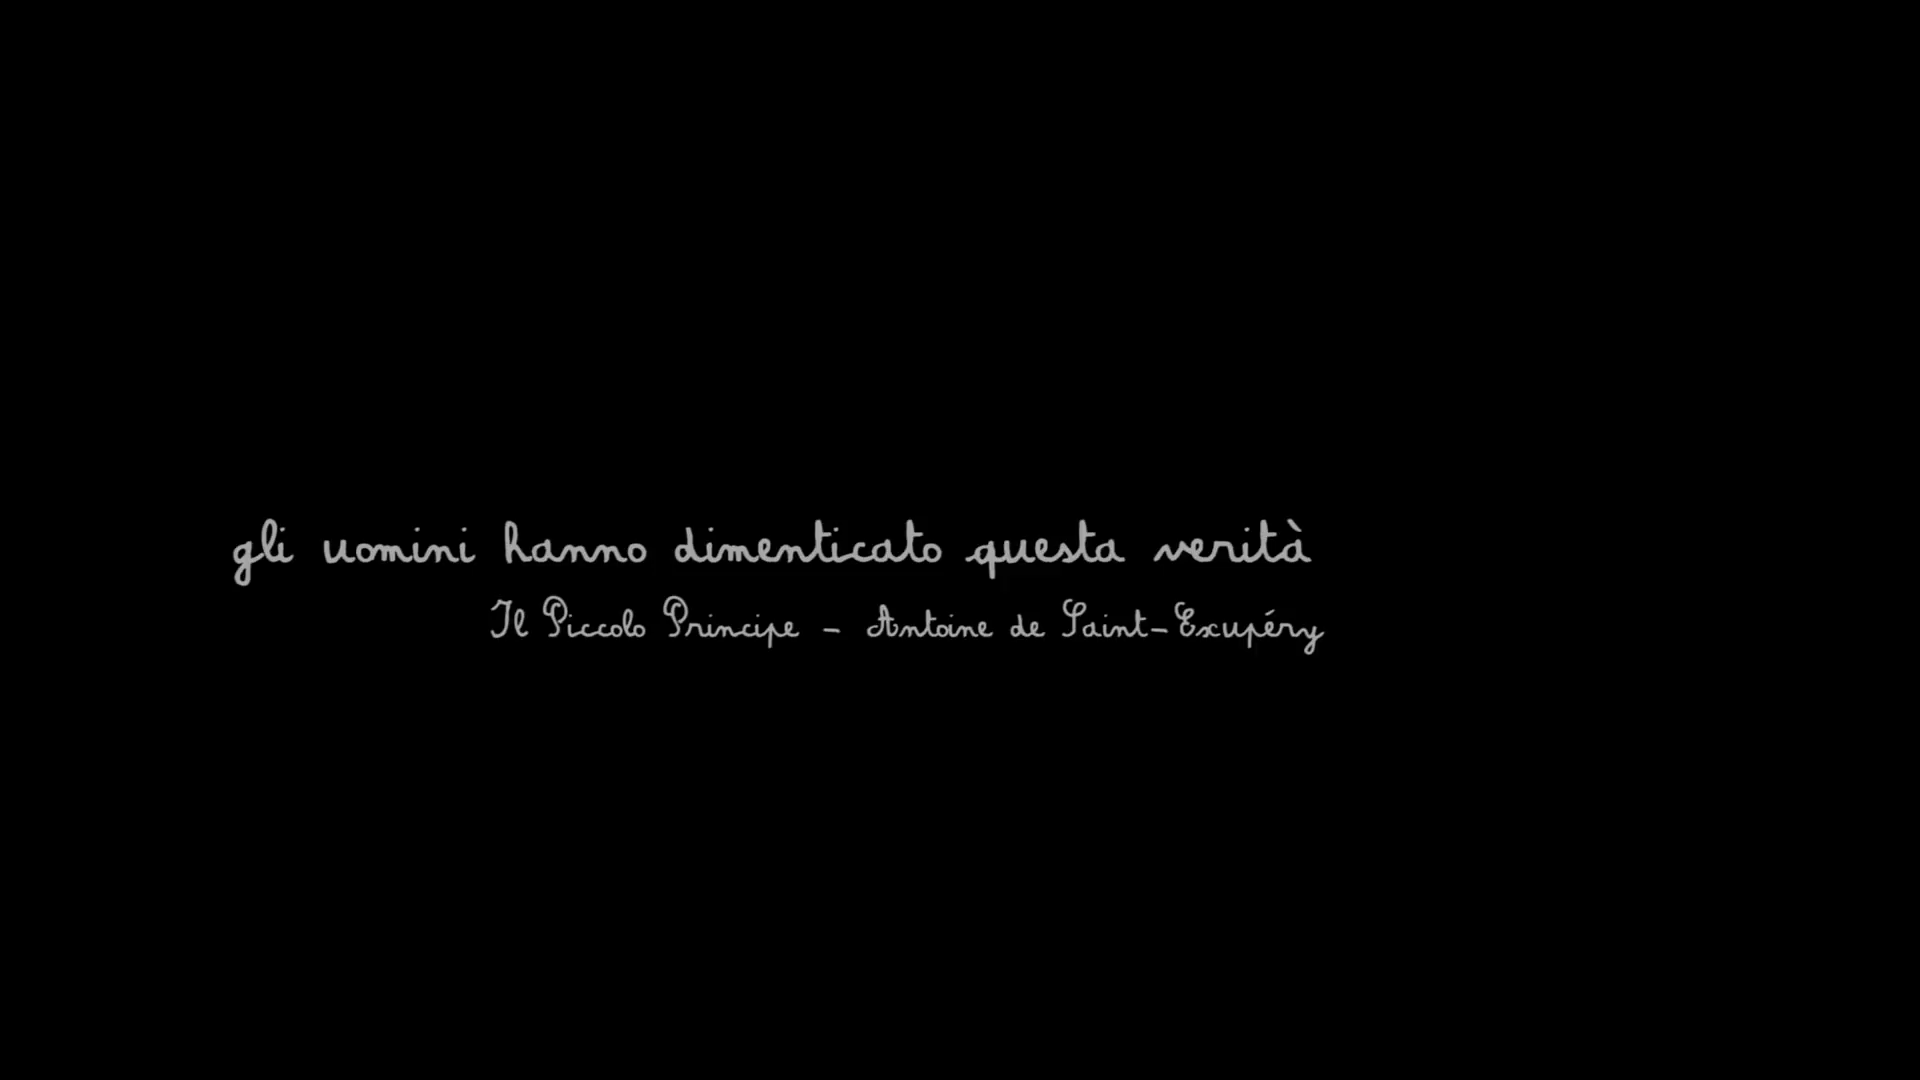 gli uomini hanno dimenticato questa verità
Il Piccolo Principe - Antoine de Saint-Exupéry